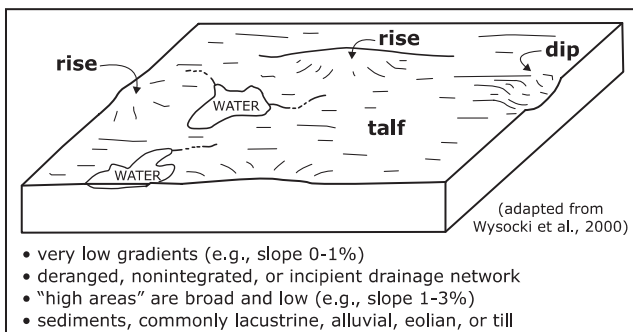 rise
rise
dip
WATER
talf
WATER
(adapted from
Wysocki et al., 2000)
• very low gradients (e.g., slope 0-1%)
• deranged, nonintegrated, or incipient drainage network
• “high areas” are broad and low (e.g., slope 1-3%)
• sediments, commonly lacustrine, alluvial, eolian, or till